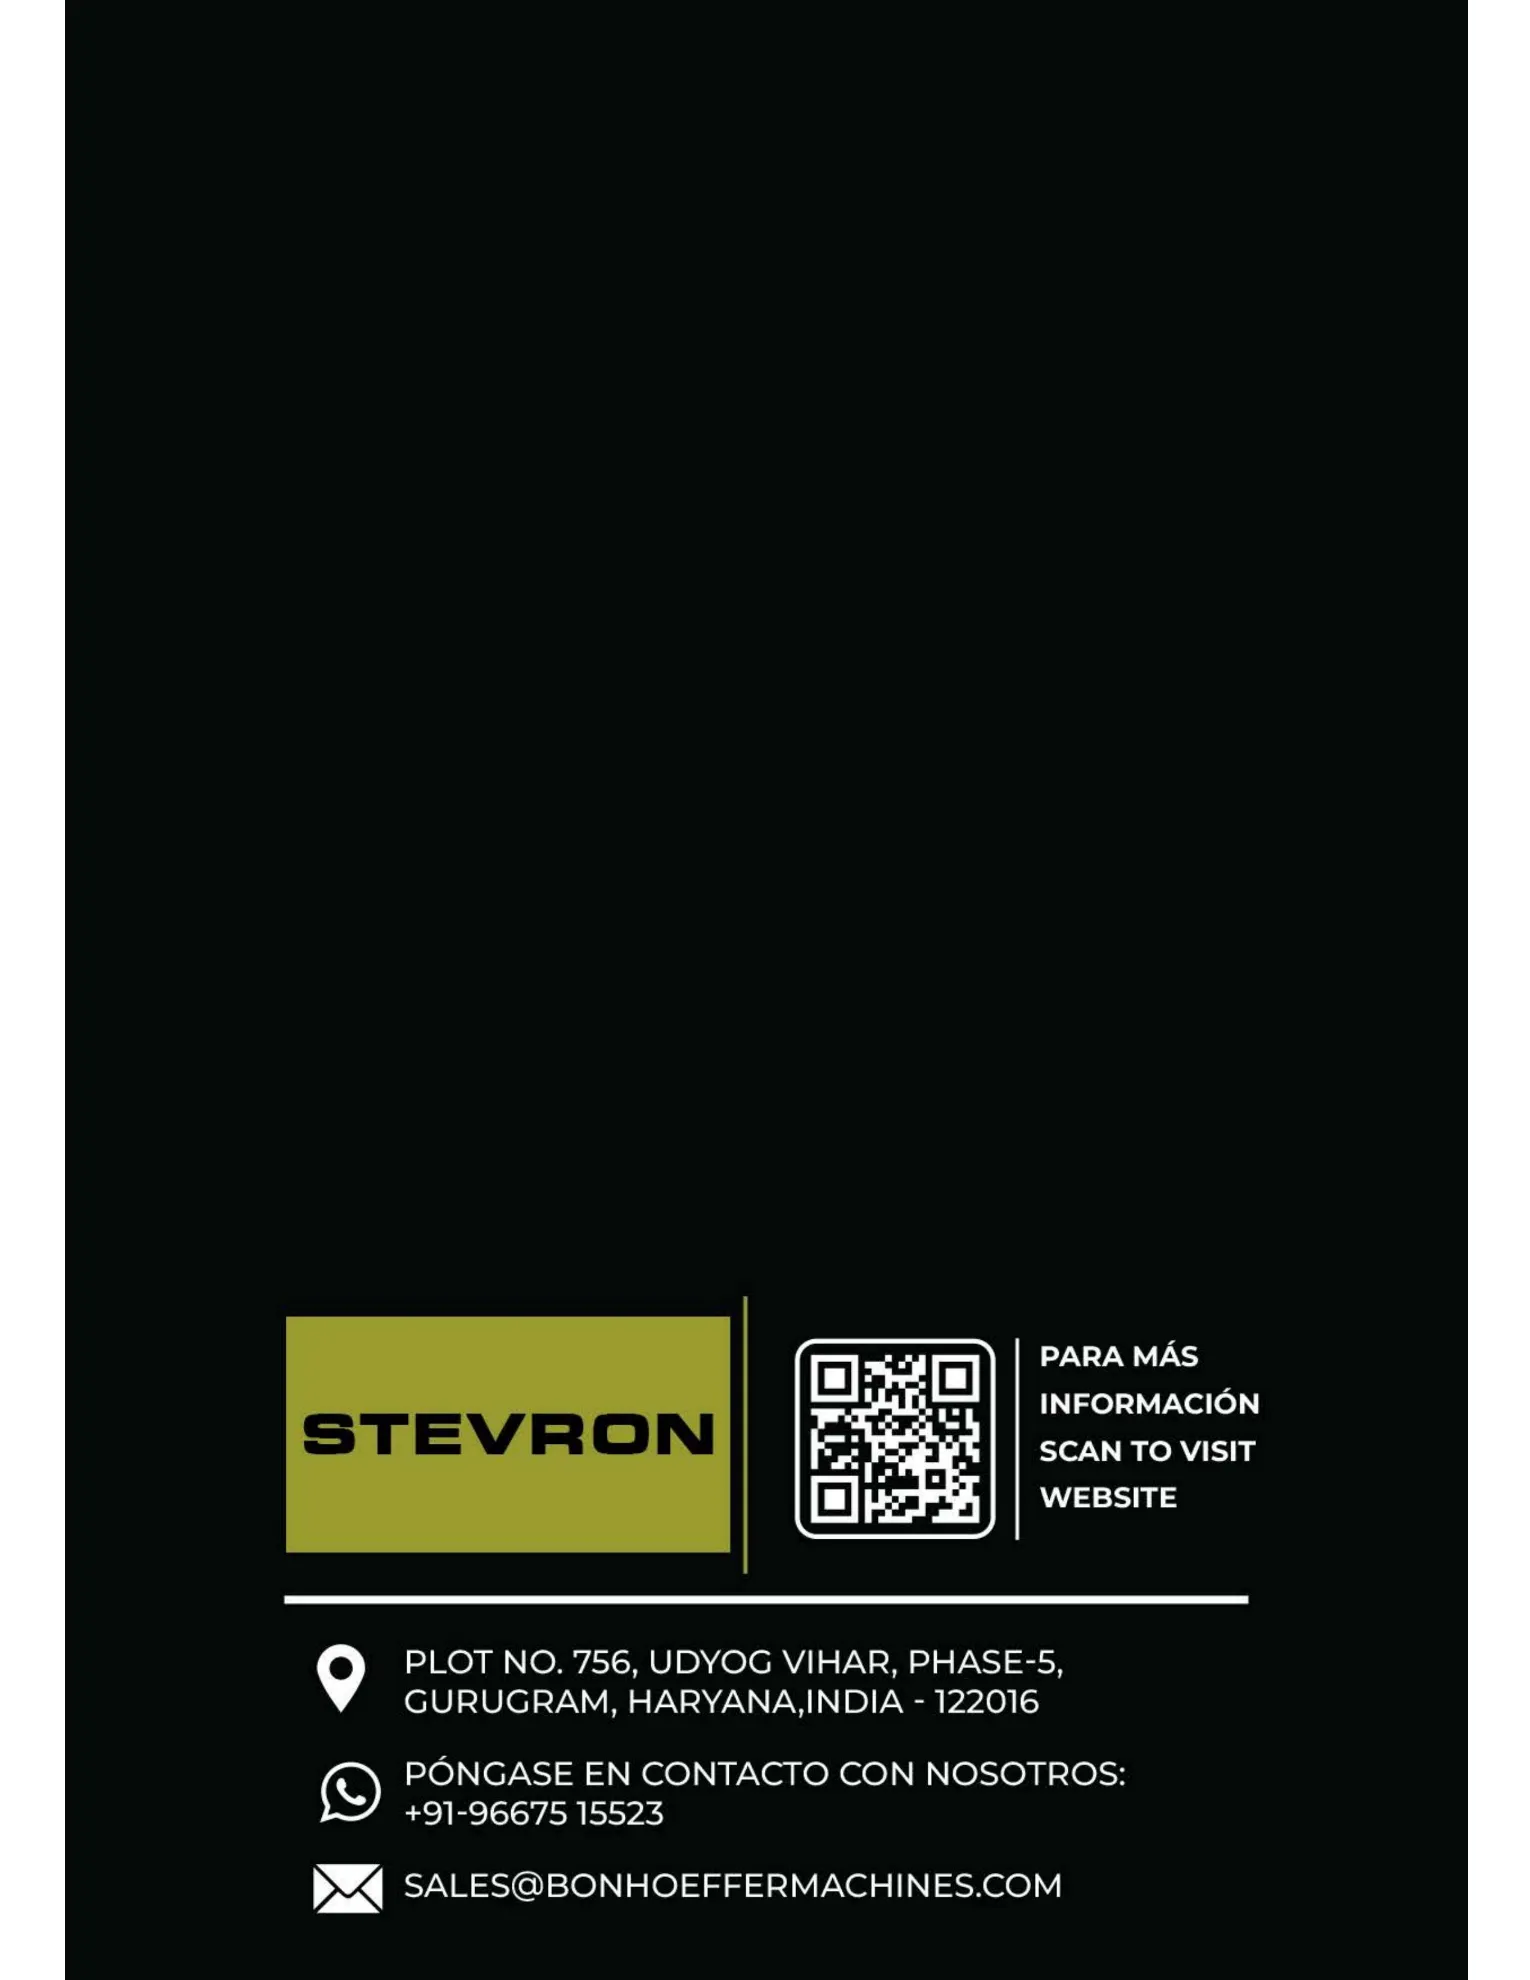 STEVRON
PARA MÁS
INFORMACIÓN
SCAN TO VISIT
WEBSITE
PLOT NO. 756, UDYOG VIHAR, PHASE-5,
GURUGRAM, HARYANA,INDIA - 122016
PÓNGASE EN CONTACTO CON NOSOTROS:
+91-96675 15523
SALES@BONHOEFFERMACHINES.COM